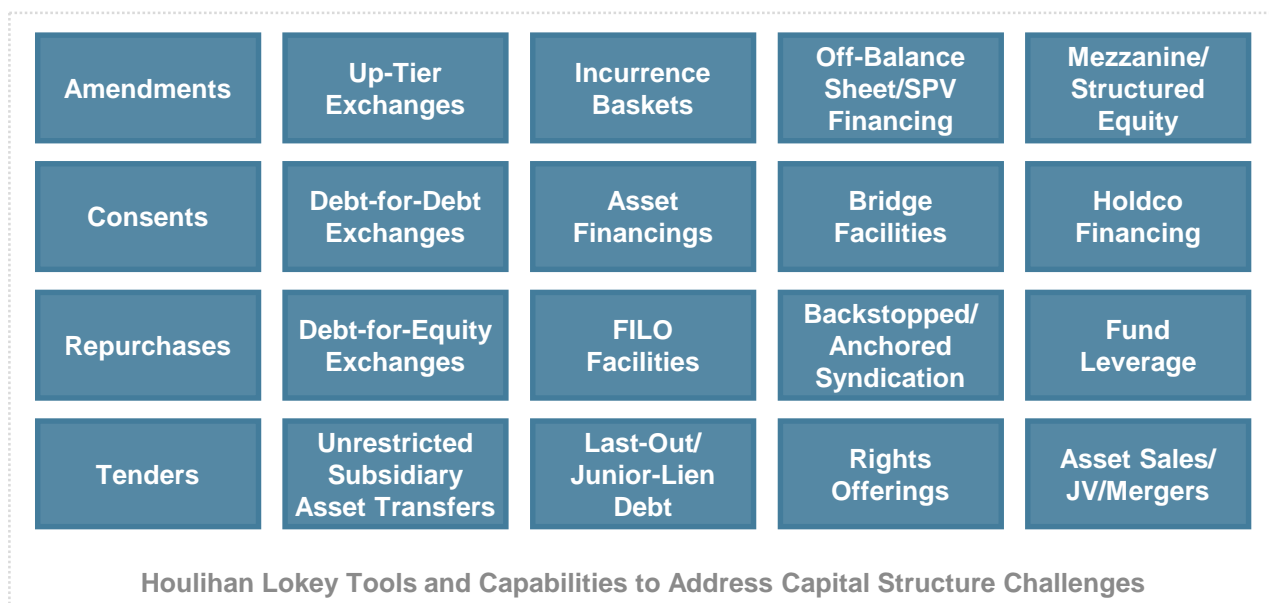 Amendments
Up-Tier
Exchanges
Incurrence
Baskets
Off-Balance
Sheet/SPV
Financing
Mezzanine/
Structured
Equity
Consents
Debt-for-Debt
Exchanges
Asset
Financings
Bridge
Facilities
Holdco
Financing
Repurchases
Debt-for-Equity
Exchanges
FILO
Facilities
Backstopped/
Anchored
Syndication
Fund
Leverage
Tenders
Unrestricted
Subsidiary
Asset Transfers
Last-Out/
Junior-Lien
Debt
Rights
Offerings
Asset Sales/
JV/Mergers
Houlihan Lokey Tools and Capabilities to Address Capital Structure Challenges